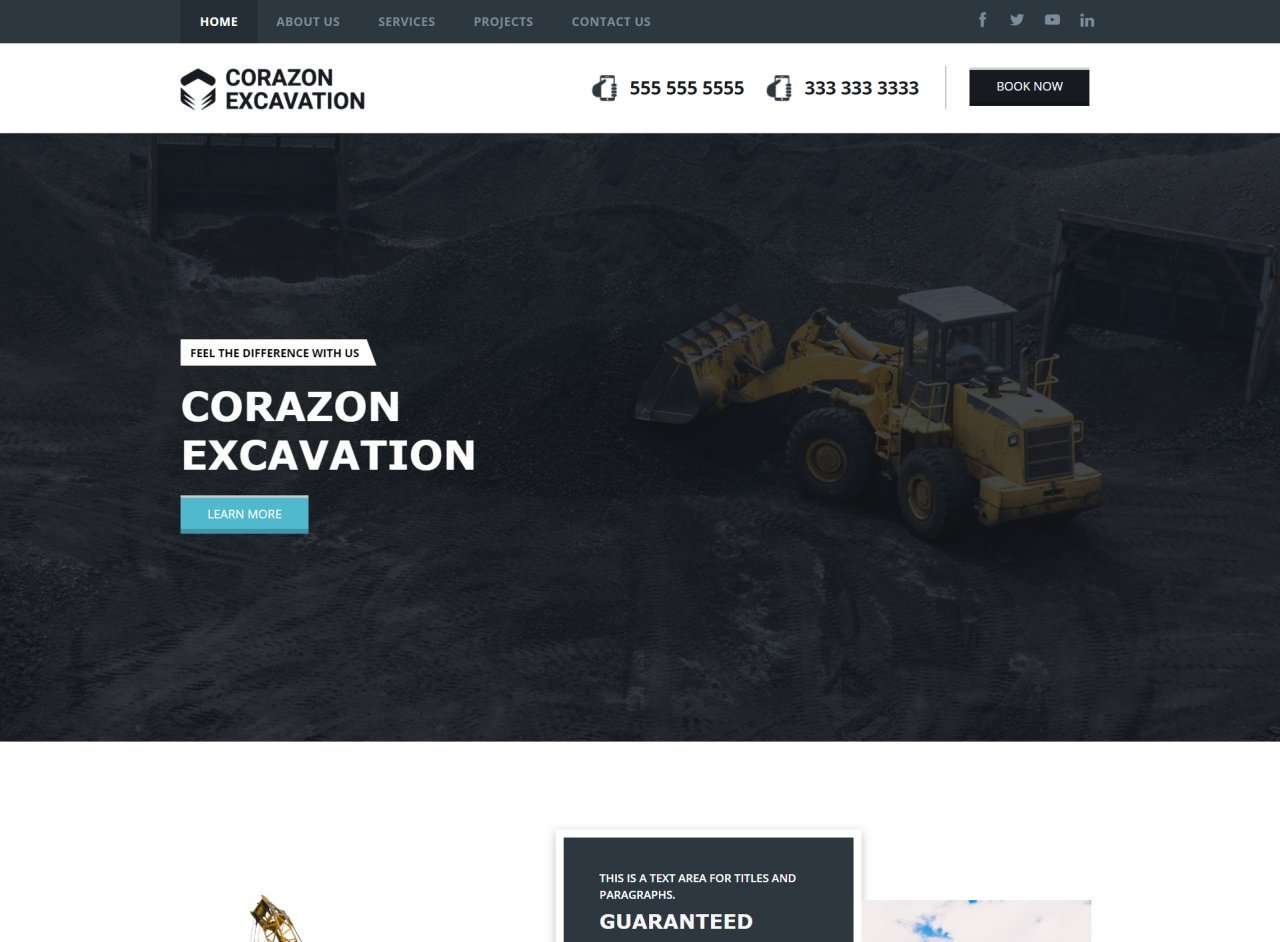 HOME ABOUT US SERVICES PROJECTS CONTACT US
CORAZON
EXCAVATION
555 555 5555 333 333 3333 BOOK NOW
FEEL THE DIFFERENCE WITH US
CORAZON
EXCAVATION
LEARN MORE
THIS IS A TEXT AREA FOR TITLES AND
PARAGRAPHS.
GUARANTEED